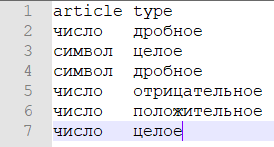 1 article type
2 число дробное
3 символ целое
4 символ дробное
5 число отрицательное
6 число положительное
7 число целое